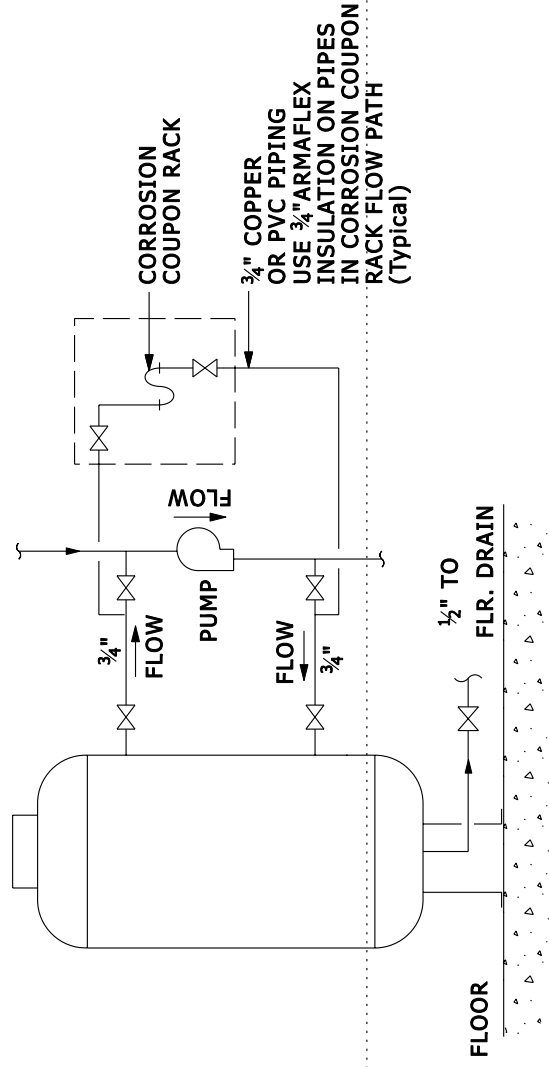 CORROSION
COUPON RACK
¾" COPPER
OR PVC PIPING
USE ¾"ARMAFLEX
INSULATION ON PIPES
IN CORROSION COUPON
RACK FLOW PATH
(Typical)
FLOW
PUMP
¾"
FLOW
FLOW
¾"
½" TO
FLR. DRAIN
FLOOR